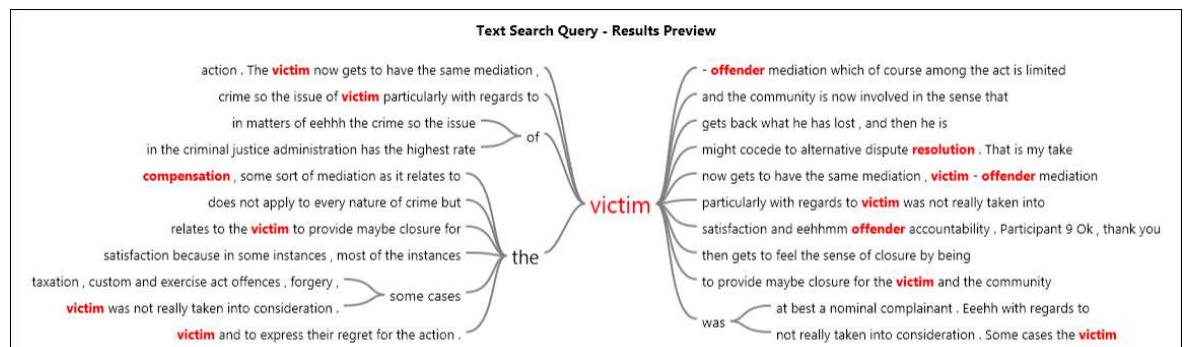 Text Search Query - Results Preview
action . The victim now gets to have the same mediation ,
crime so the issue of victim particularly with regards to
in matters of eehhh the crime so the issue
in the criminal justice administration has the highest rate
of
compensation , some sort of mediation as it relates to
does not apply to every nature of crime but
relates to the victim to provide maybe closure for
satisfaction because in some instances , most of the instances
taxation , custom and exercise act offences , forgery ,
victim was not really taken into consideration .
some cases
victim and to express their regret for the action .
the
victim
- offender mediation which of course among the act is limited
and the community is now involved in the sense that
gets back what he has lost , and then he is
might cocede to alternative dispute resolution . That is my take
now gets to have the same mediation , victim - offender mediation
particularly with regards to victim was not really taken into
satisfaction and eehhmm offender accountability . Participant 9 Ok , thank you
then gets to feel the sense of closure by being
to provide maybe closure for the victim and the community
was
at best a nominal complainant . Eeehh with regards to
not really taken into consideration . Some cases the victim